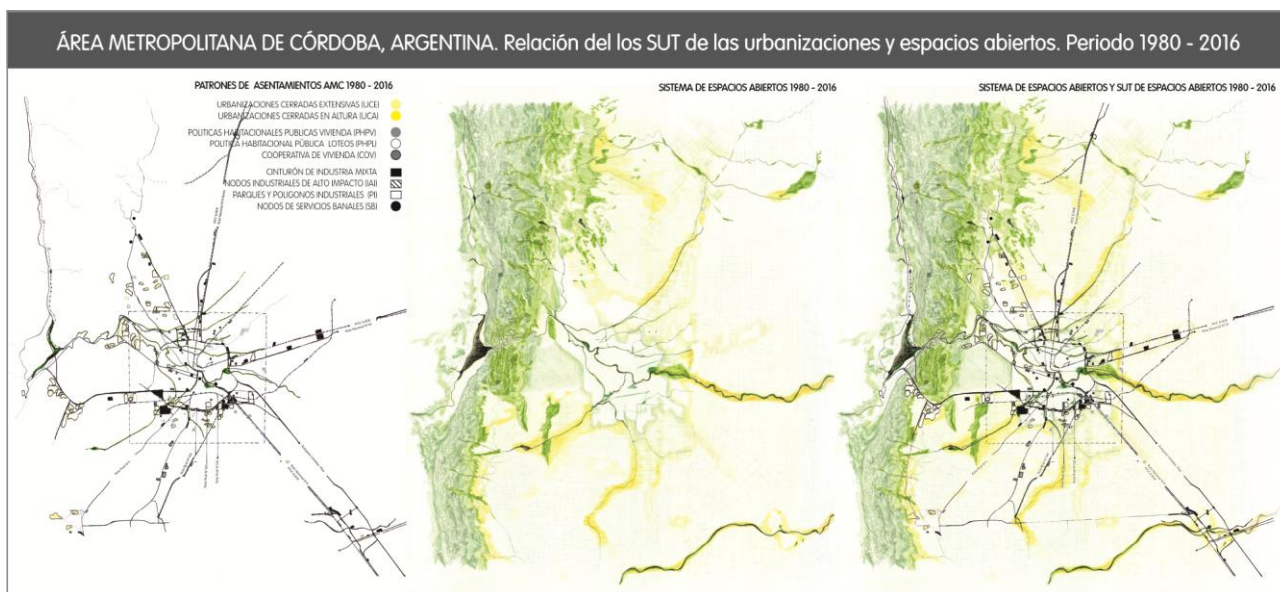 ÁREA METROPOLITANA DE CÓRDOBA, ARGENTINA. Relación del los SUT de las urbanizaciones y espacios abiertos. Periodo 1980 - 2016
PATRONES DE ASENTAMIENTOS AMC 1980 - 2016
URBANIZACIONES CERRADAS EXTENSIVAS (UCE)
URBANIZACIONES CERRADAS EN ALTURA (UCA)
POLITICAS HABITACIONALES PUBLICAS VIVIENDA (PHPV)
POLITICA HABITACIONAL PÚBLICA LOTEOS (PHPL)
COOPERATIVA DE VIVIENDA (COV)
CINTURÓN DE INDUSTRIA MIXTA
NODOS INDUSTRIALES DE ALTO IMPACTO (IAI)
PARQUES Y POLIGONOS INDUSTRIALES (PI)
NODOS DE SERVICIOS BANALES (SB)
SISTEMA DE ESPACIOS ABIERTOS 1980 - 2016
SISTEMA DE ESPACIOS ABIERTOS Y SUT DE ESPACIOS ABIERTOS 1980 - 2016